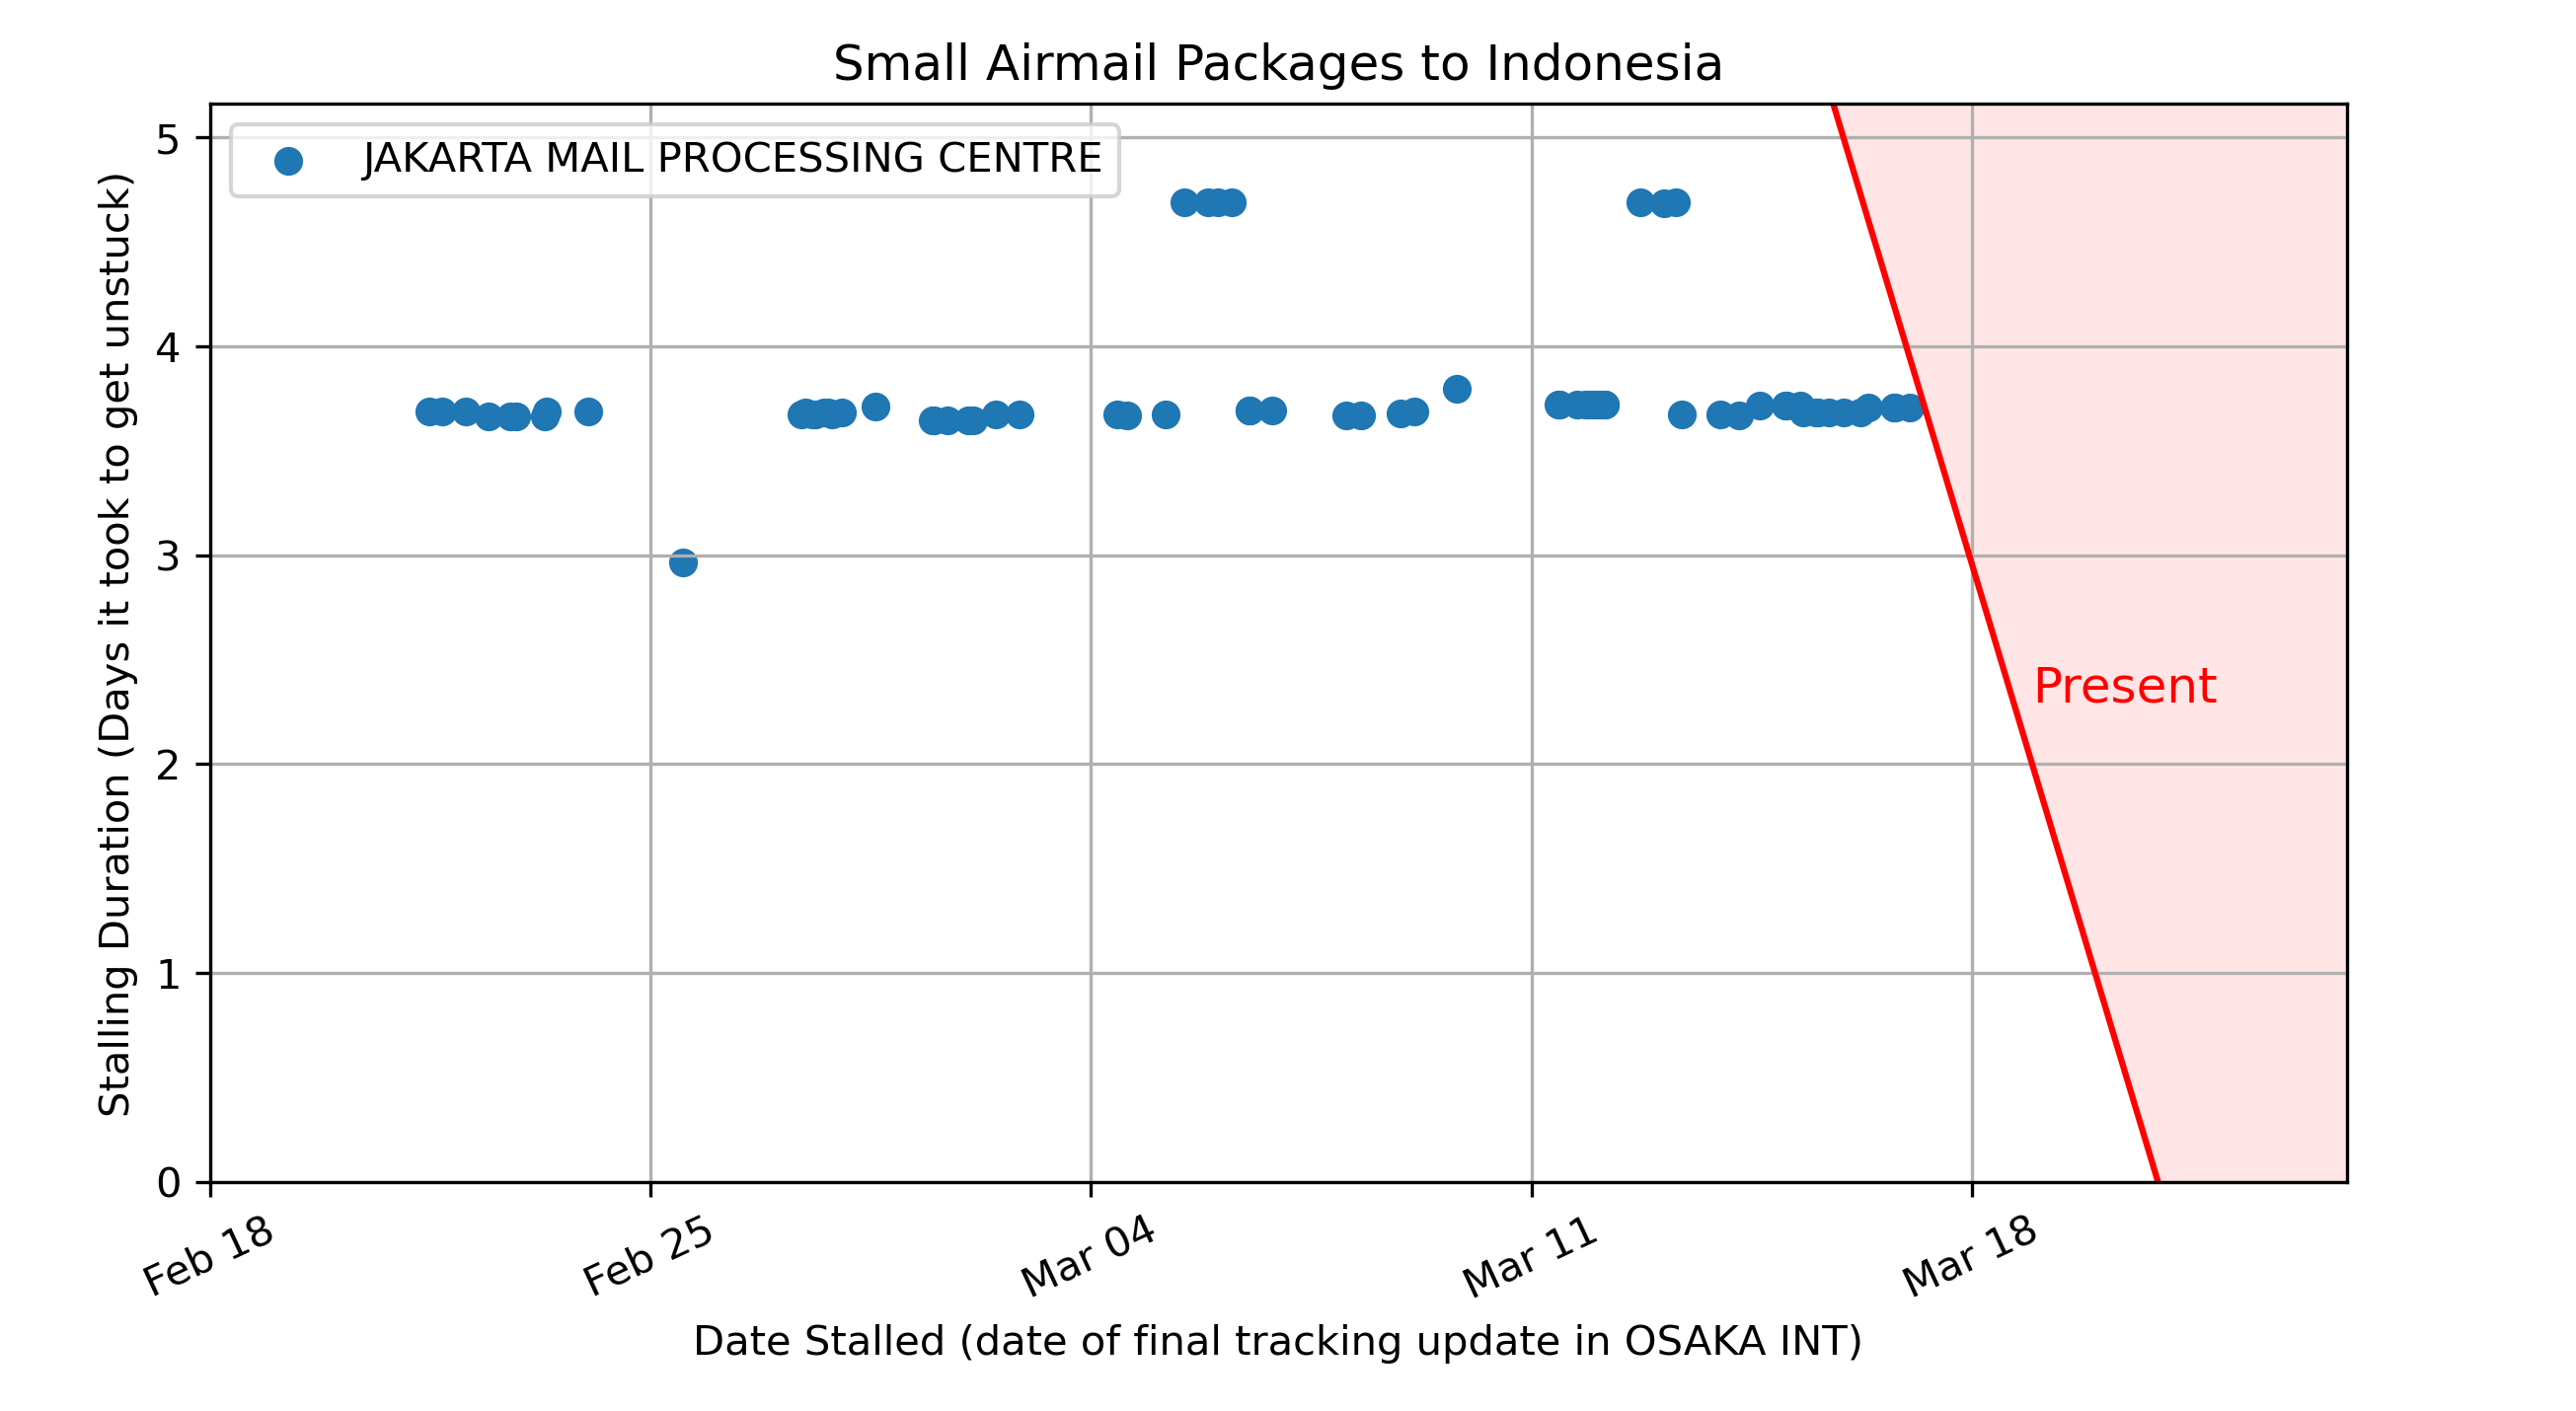 Small Airmail Packages to Indonesia
JAKARTA MAIL PROCESSING CENTRE
Stalling Duration (Days it took to get unstuck)
5
4
3
2
1
0
Present
Feb 18
Feb 25
Mar 04
Mar 11
Mar 18
Date Stalled (date of final tracking update in OSAKA INT)